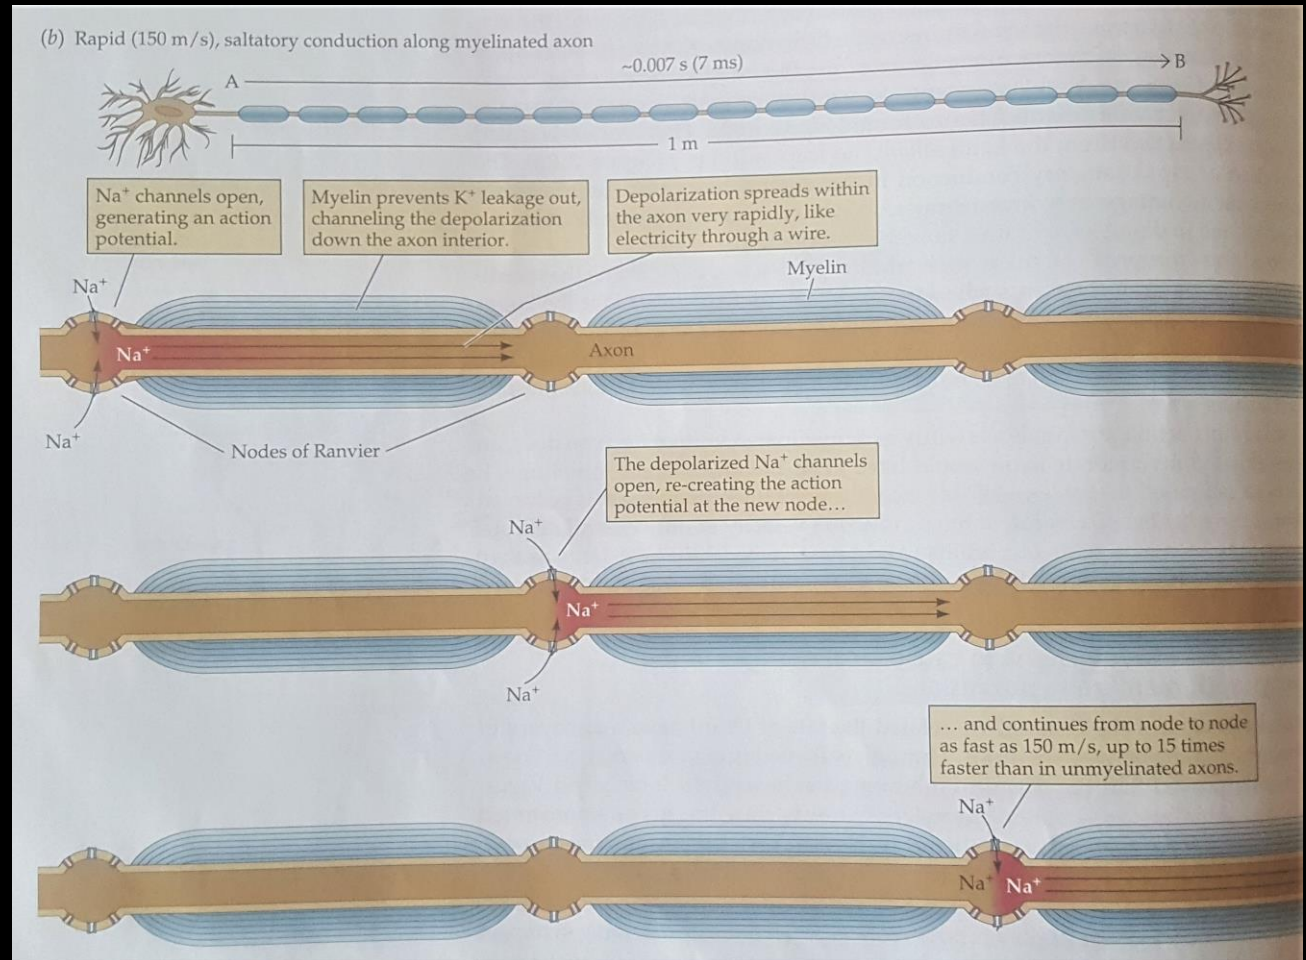 (b) Rapid (150 m/s), saltatory conduction along myelinated axon
~0.007 s (7 ms)
A
B
1 m
Na⁺ channels open,
generating an action
potential.
Myelin prevents K⁺ leakage out,
channeling the depolarization
down the axon interior.
Depolarization spreads within
the axon very rapidly, like
electricity through a wire.
Myelin
Na⁺
Na⁺
Axon
Na⁺
Nodes of Ranvier
The depolarized Na⁺ channels
open, re-creating the action
potential at the new node...
Na⁺
Na⁺
Na⁺
... and continues from node to node
as fast as 150 m/s, up to 15 times
faster than in unmyelinated axons.
Na⁺
Na⁺ Na⁺